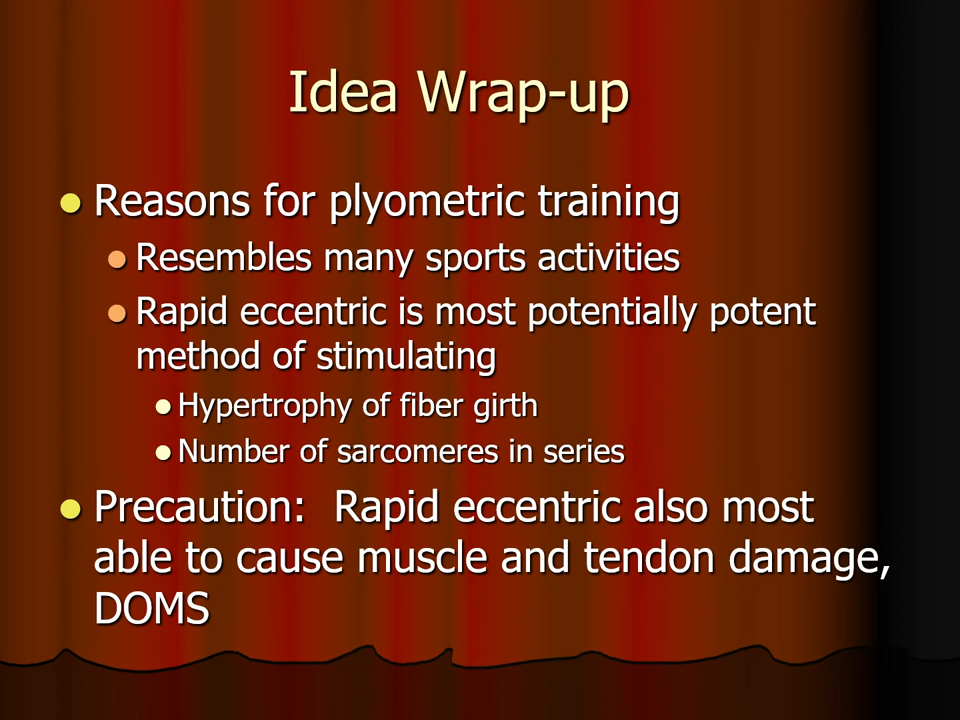 Idea Wrap-up
Reasons for plyometric training
Resembles many sports activities
Rapid eccentric is most potentially potent
method of stimulating
Hypertrophy of fiber girth
Number of sarcomeres in series
Precaution:  Rapid eccentric also most
able to cause muscle and tendon damage,
DOMS